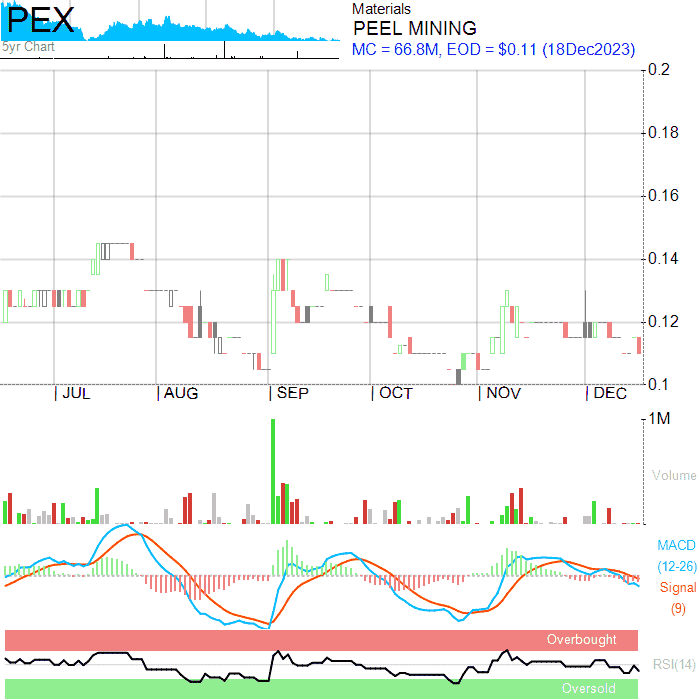 PEX
5yr Chart
Materials
PEEL MINING
MC = 66.8M, EOD = $0.11 (18Dec2023)
0.2
0.18
0.16
0.14
0.12
0.1
JUL
AUG
SEP
OCT
NOV
DEC
1M
Volume
MACD
(12-26)
Signal
(9)
Overbought
RSI(14)
Oversold